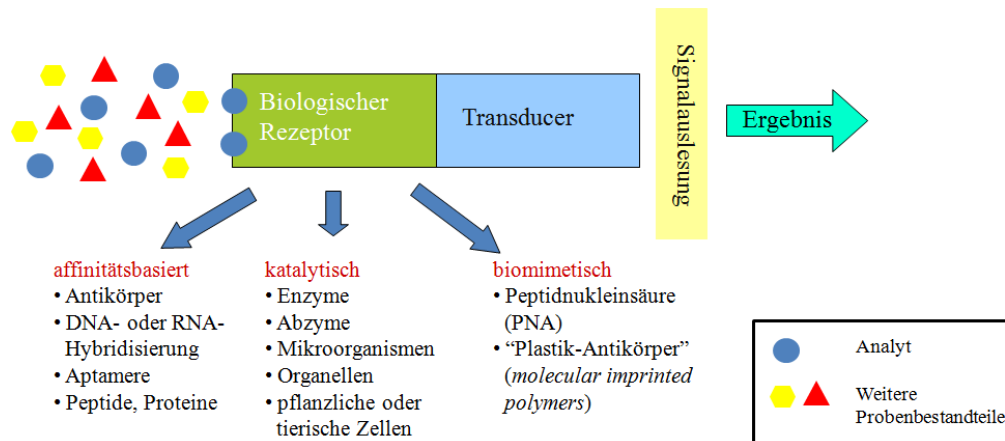 Biologischer
Rezeptor
Transducer
Signalauslesung
Ergebnis
affinitätsbasiert
• Antikörper
• DNA- oder RNA-
Hybridisierung
• Aptamere
• Peptide, Proteine
katalytisch
• Enzyme
• Abzyme
• Mikroorganismen
• Organellen
• pflanzliche oder
tierische Zellen
biomimetisch
• Peptidnukleinsäure
(PNA)
• “Plastik-Antikörper”
(molecular imprinted
polymers)
Analyt
Weitere
Probenbestandteile